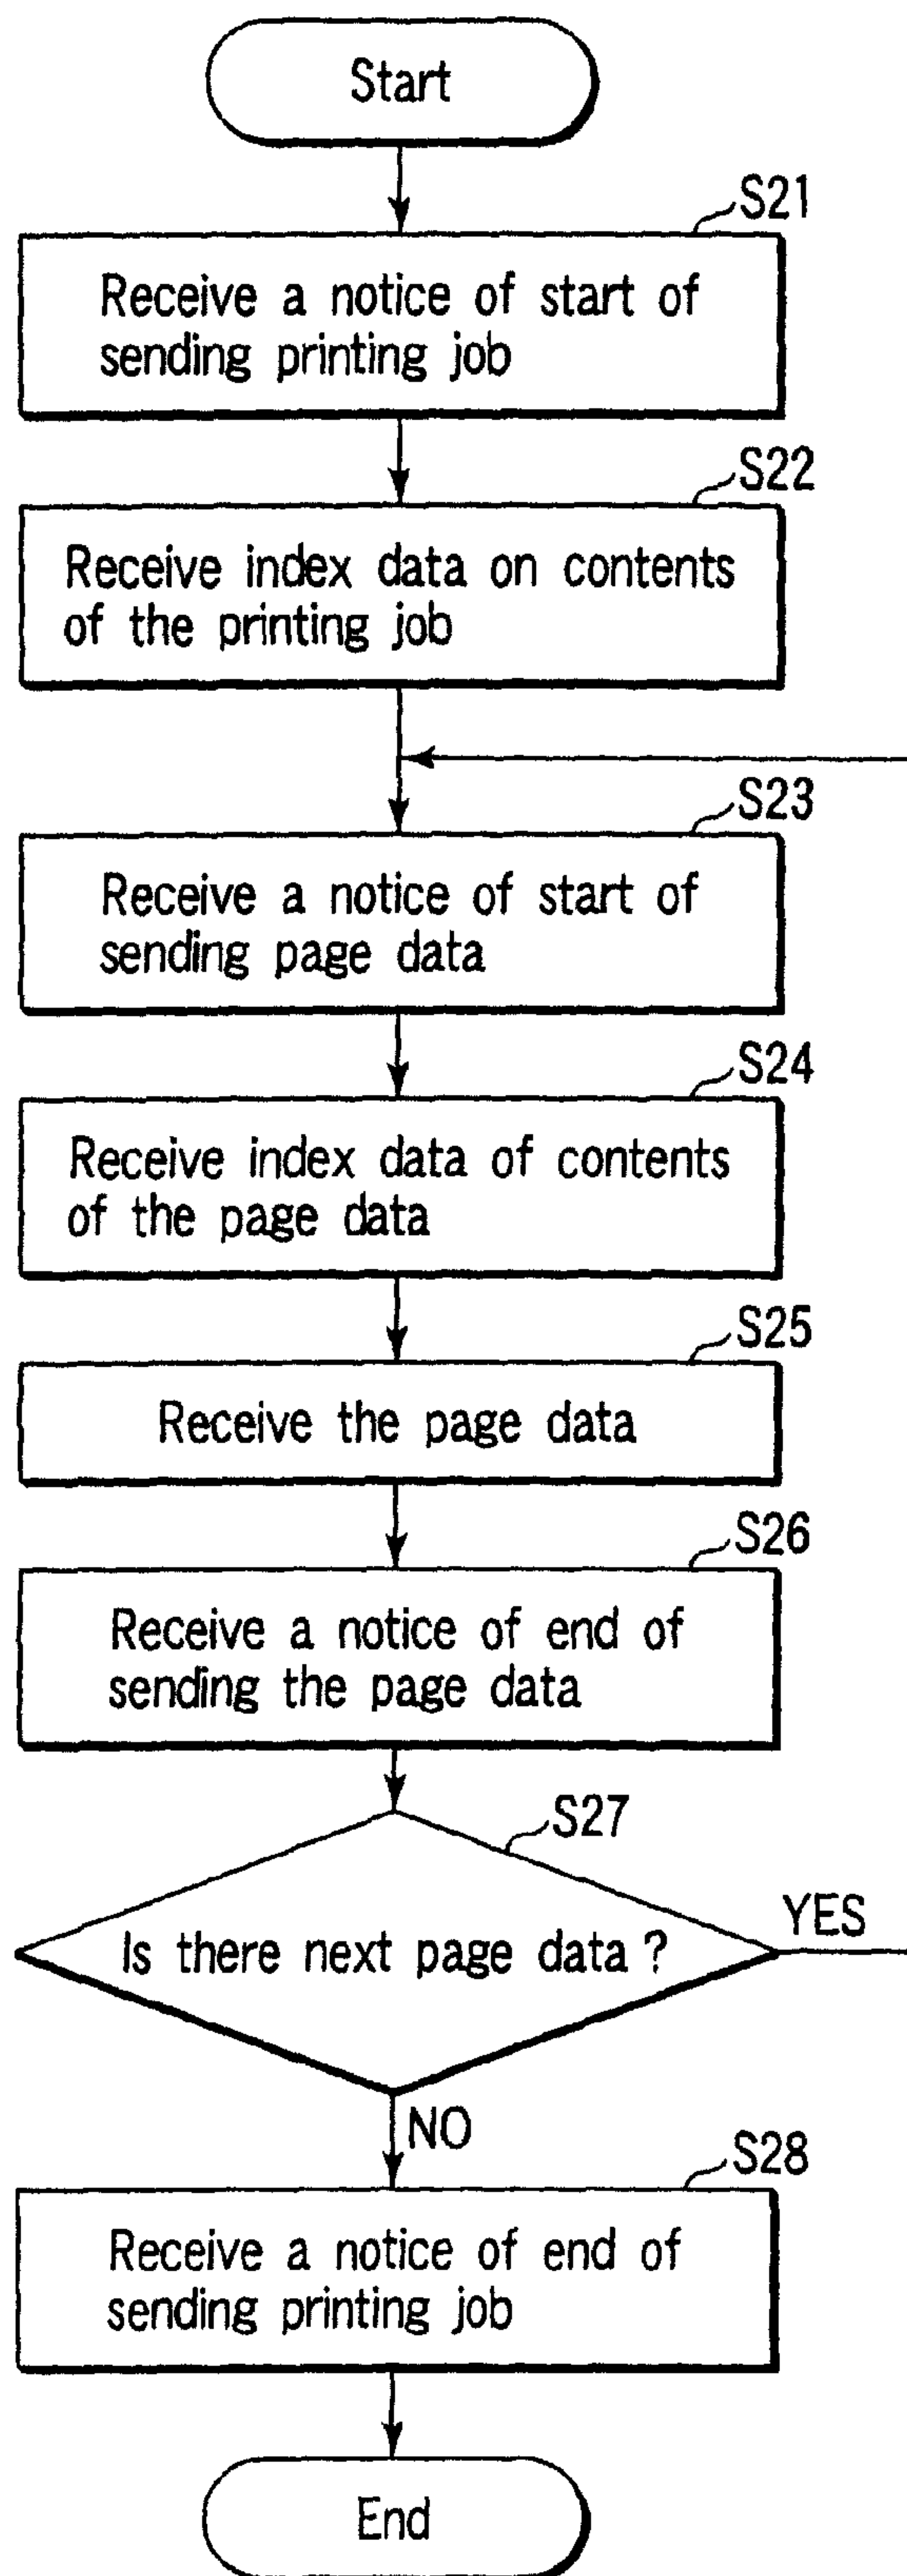 Start
S21
Receive a notice of start of
sending printing job
S22
Receive index data on contents
of the printing job
S23
Receive a notice of start of
sending page data
S24
Receive index data of contents
of the page data
S25
Receive the page data
S26
Receive a notice of end of
sending the page data
S27
Is there next page data ?
YES
NO
S28
Receive a notice of end of
sending printing job
End